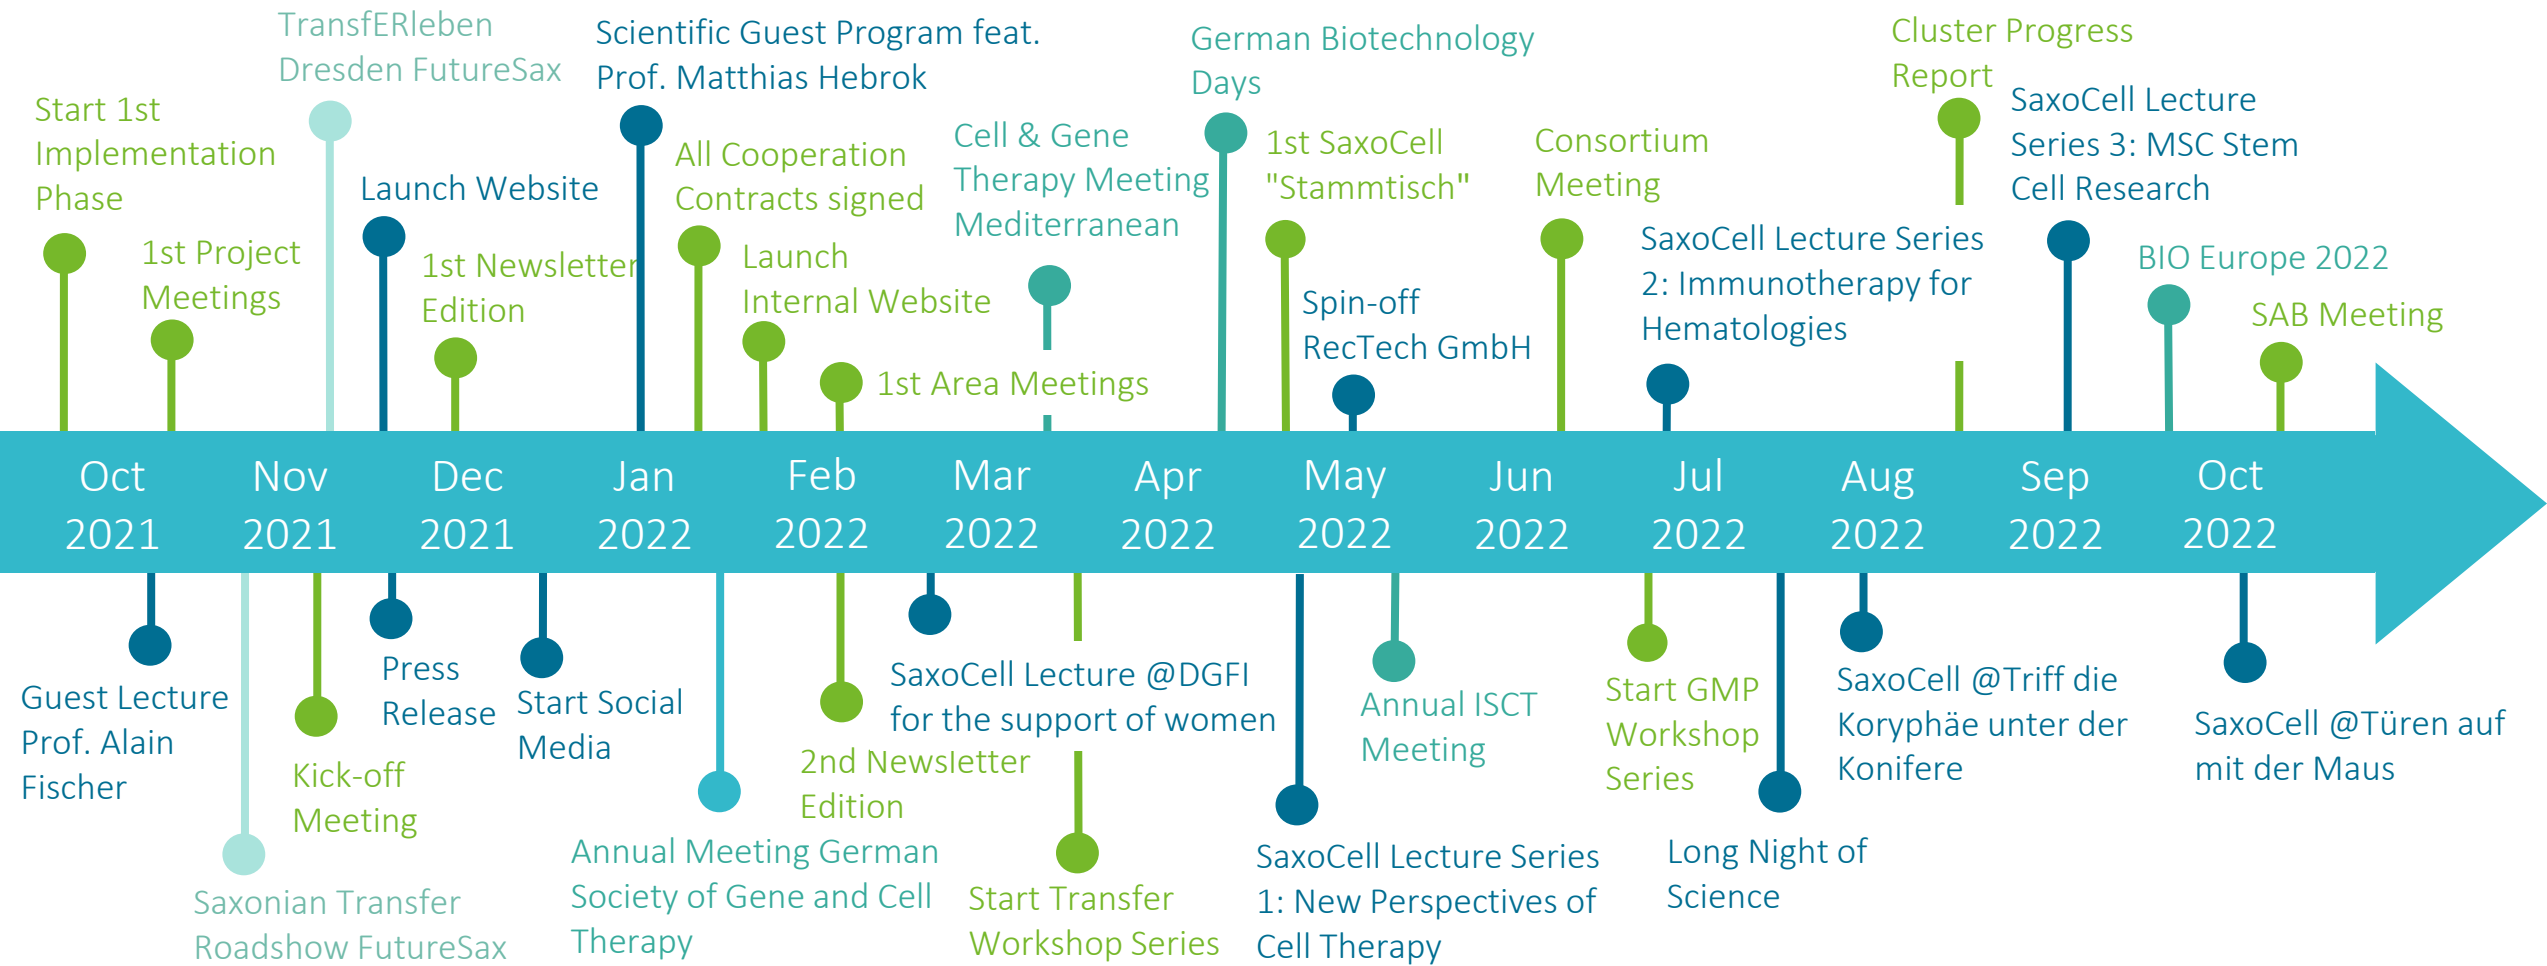 TransfERleben
Dresden FutureSax
Scientific Guest Program feat.
Prof. Matthias Hebrok
German Biotechnology
Days
Cluster Progress
Report
Start 1st
Implementation
Phase
1st Project
Meetings
Launch Website
1st Newsletter
Edition
All Cooperation
Contracts signed
Launch
Internal Website
Cell & Gene
Therapy Meeting
Mediterranean
1st Area Meetings
1st SaxoCell
"Stammtisch"
Spin-off
RecTech GmbH
Consortium
Meeting
SaxoCell Lecture Series
2: Immunotherapy for
Hematologies
SaxoCell Lecture
Series 3: MSC Stem
Cell Research
BIO Europe 2022
SAB Meeting
Oct
2021
Nov
2021
Dec
2021
Jan
2022
Feb
2022
Mar
2022
Apr
2022
May
2022
Jun
2022
Jul
2022
Aug
2022
Sep
2022
Oct
2022
Guest Lecture
Prof. Alain
Fischer
Saxonian Transfer
Roadshow FutureSax
Kick-off
Meeting
Press
Release
Start Social
Media
Annual Meeting German
Society of Gene and Cell
Therapy
2nd Newsletter
Edition
SaxoCell Lecture @DGFI
for the support of women
Start Transfer
Workshop Series
SaxoCell Lecture Series
1: New Perspectives of
Cell Therapy
Annual ISCT
Meeting
Start GMP
Workshop
Series
Long Night of
Science
SaxoCell @Triff die
Koryphäe unter der
Konifere
SaxoCell @Türen auf
mit der Maus